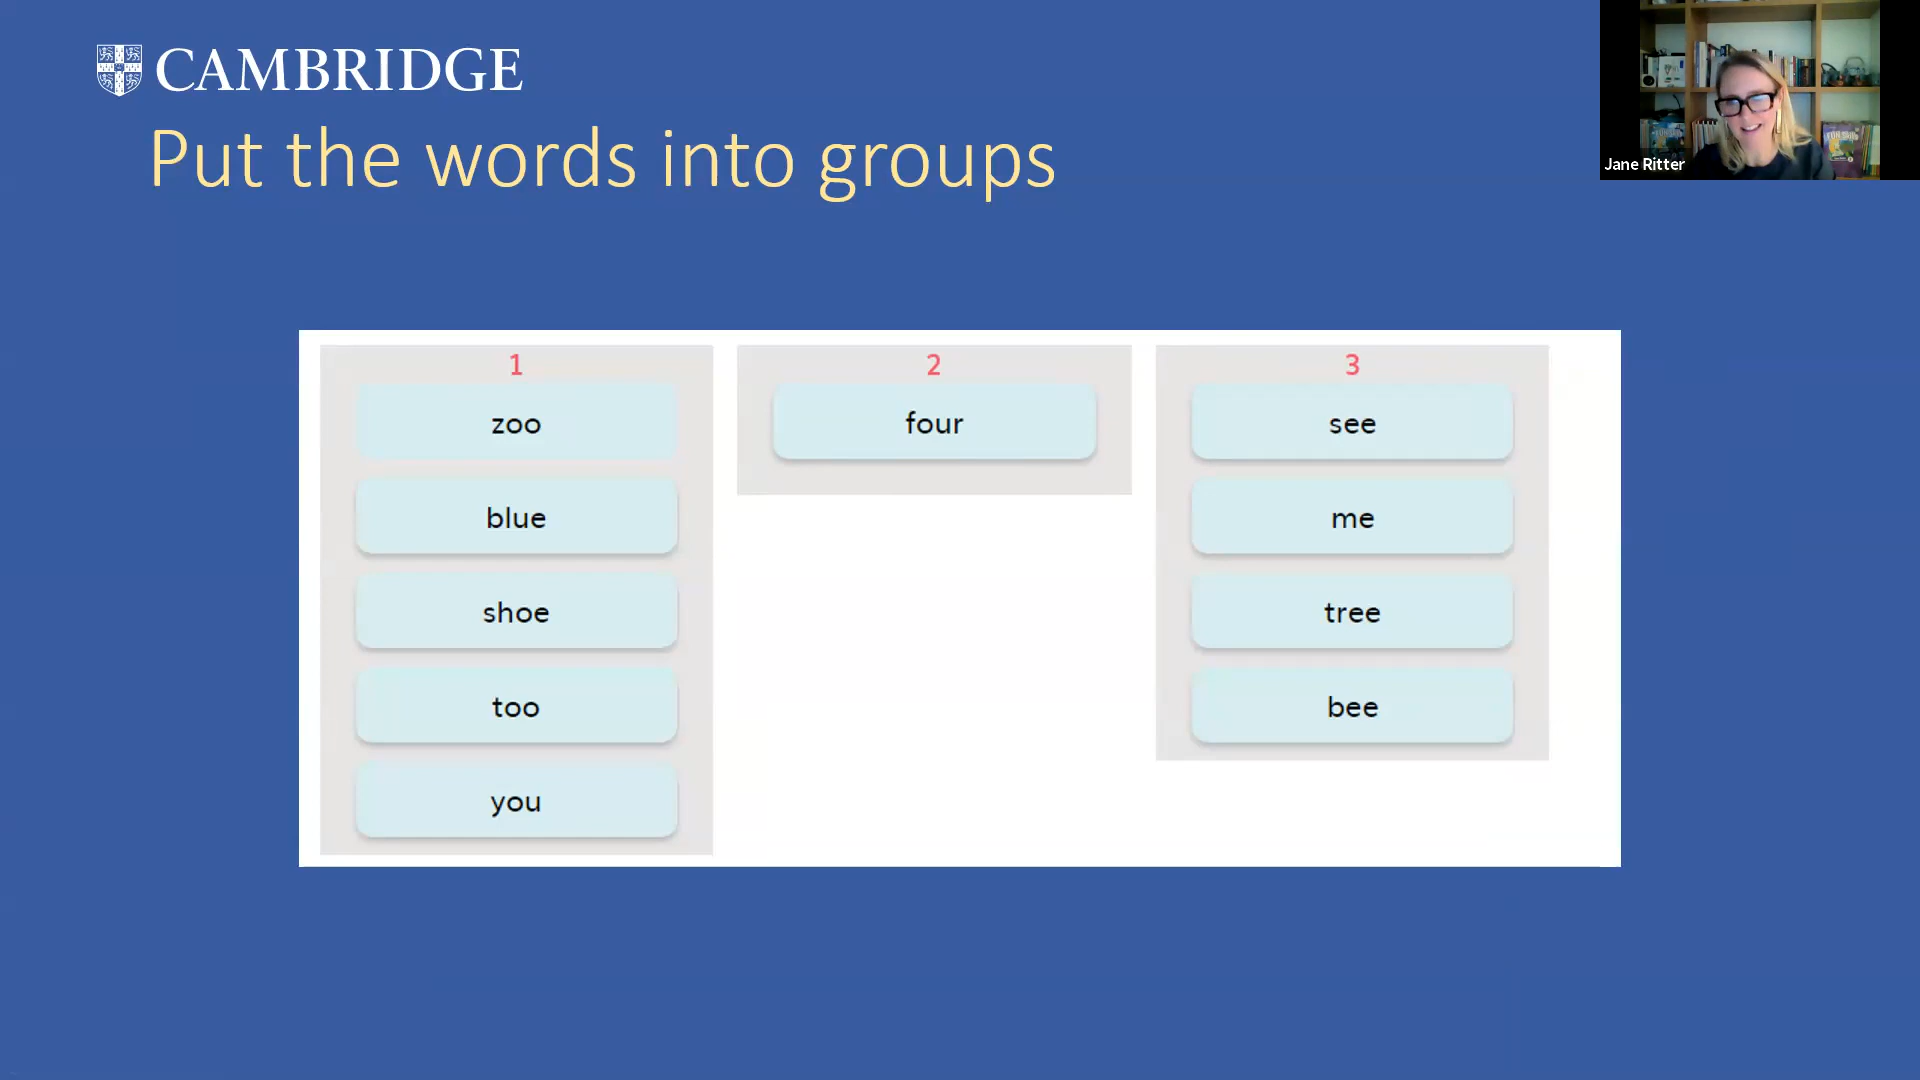 CAMBRIDGE
Put the words into groups
Jane Ritter
1
zoo
blue
shoe
too
you
2
four
3
see
me
tree
bee